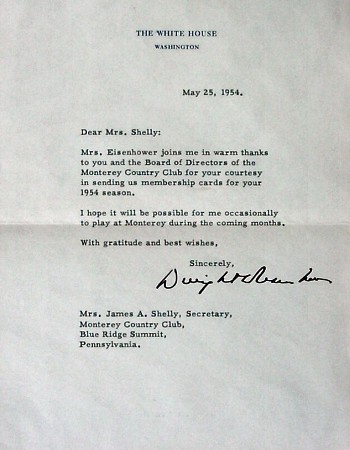 THE WHITE HOUSE
WASHINGTON
May 25, 1954.
Dear Mrs. Shelly:
Mrs. Eisenhower joins me in warm thanks
to you and the Board of Directors of the
Monterey Country Club for your courtesy
in sending us membership cards for your
1954 season.
I hope it will be possible for me occasionally
to play at Monterey during the coming months.
With gratitude and best wishes,
Sincerely,
Dwight D Eisenhower
Mrs. James A. Shelly, Secretary,
Monterey Country Club,
Blue Ridge Summit,
Pennsylvania.